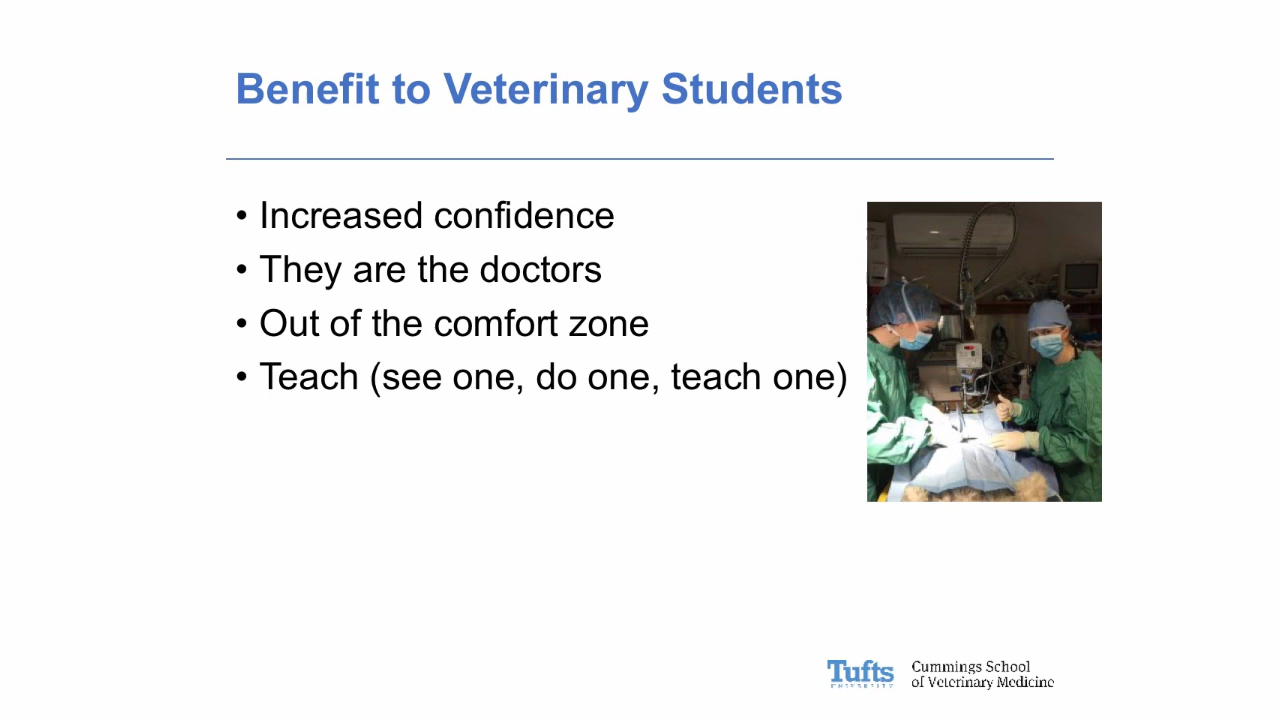 Benefit to Veterinary Students
• Increased confidence
• They are the doctors
• Out of the comfort zone
• Teach (see one, do one, teach one)
Tufts
UNIVERSITY
Cummings School
of Veterinary Medicine